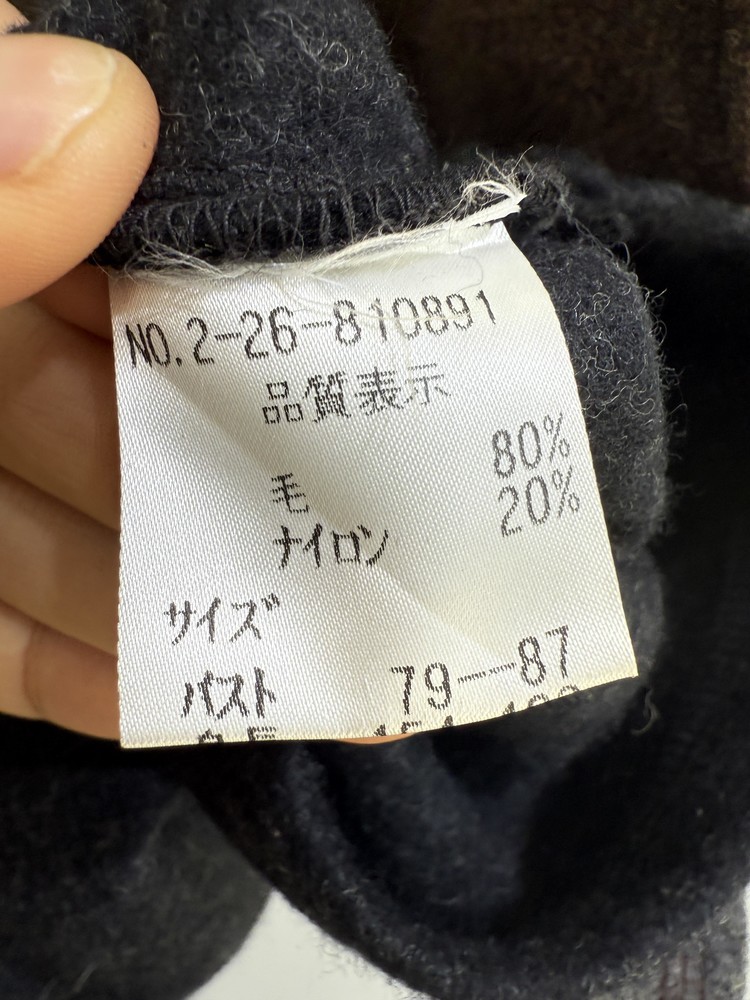 NO.2-26-810891
品質表示
毛 80%
ナイロン 20%
サイズ
バスト 79―87